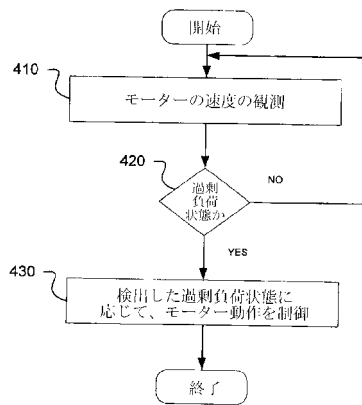 開始
410
モーターの速度の観測
420
過剰
負荷
状態か
NO
YES
430
検出した過剰負荷状態に
応じて、モーター動作を制御
終了